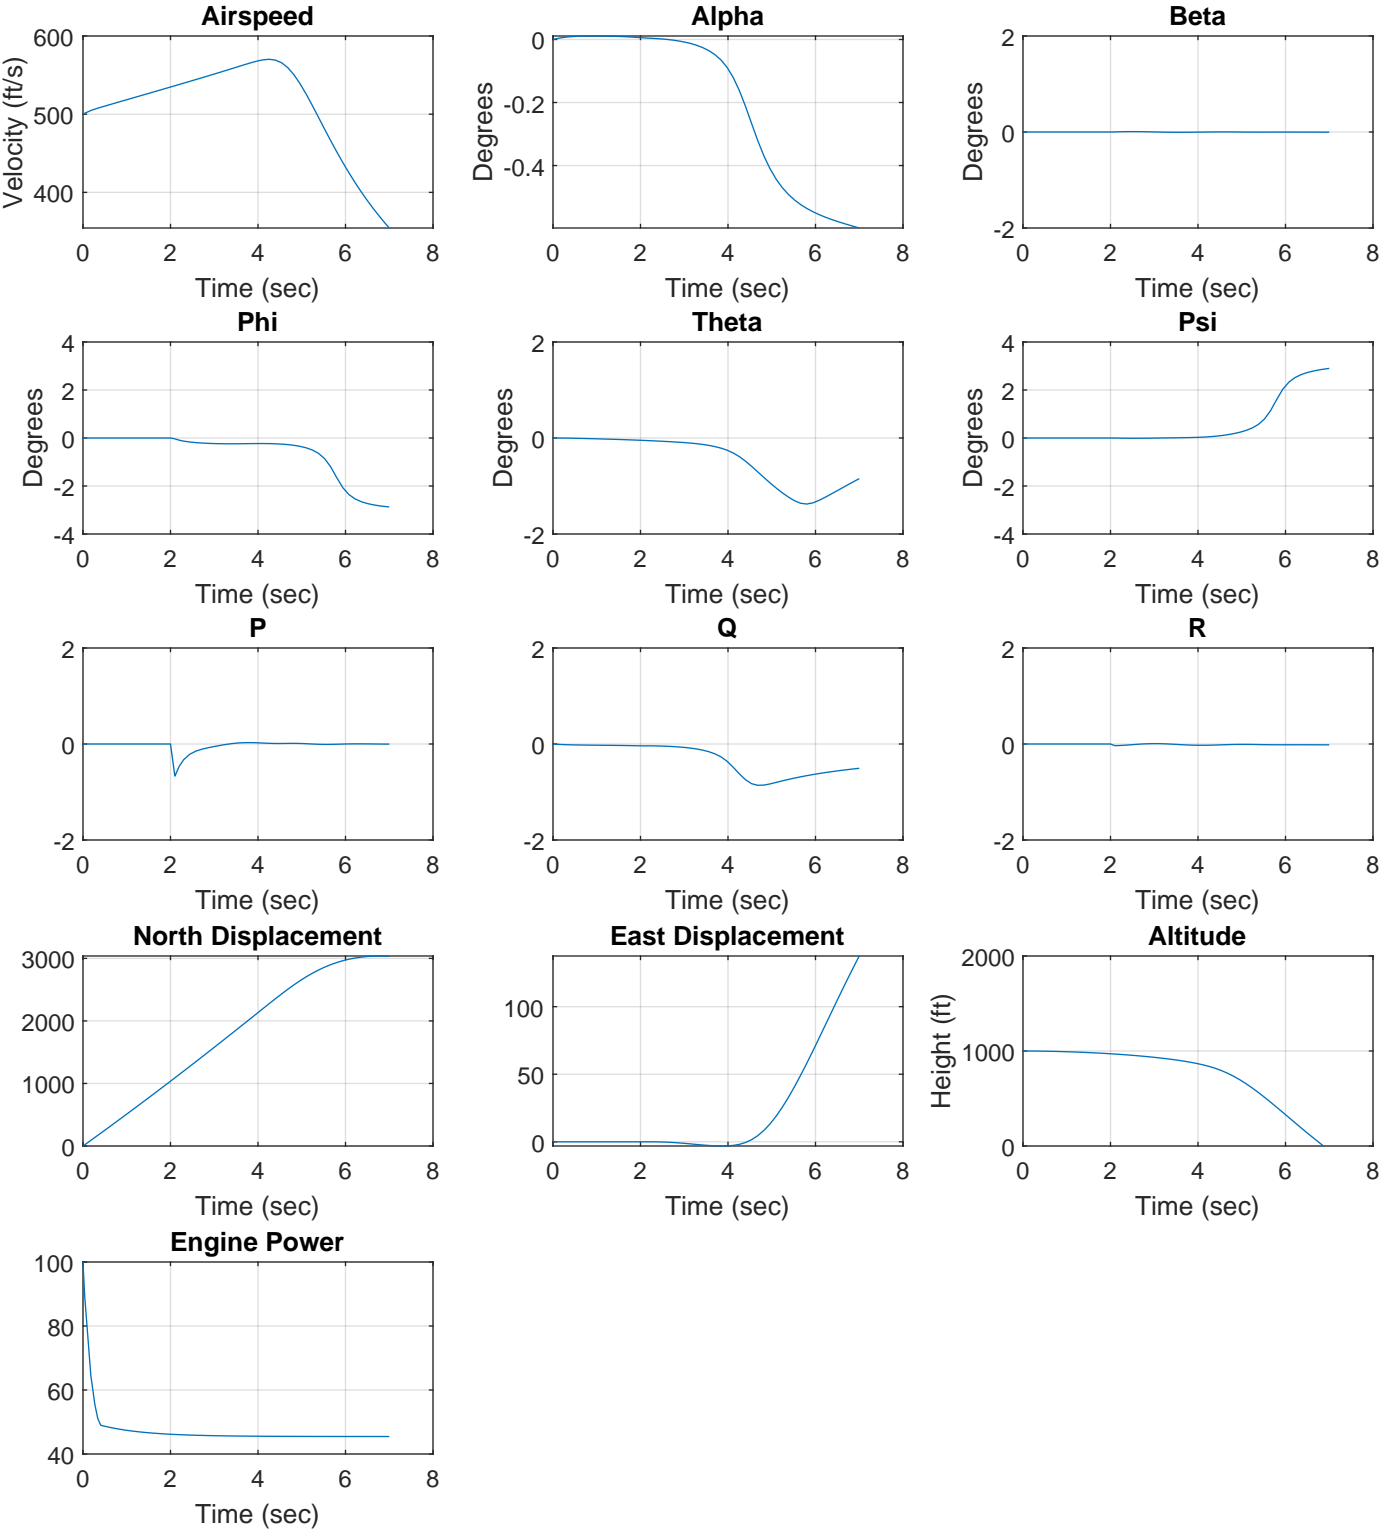 Airspeed
Velocity (ft/s)
600
500
400
0 2 4 6 8
Time (sec)
Alpha
Degrees
0
-0.2
-0.4
0 2 4 6 8
Time (sec)
Beta
Degrees
2
0
-2
0 2 4 6 8
Time (sec)
Phi
Degrees
4
2
0
-2
-4
0 2 4 6 8
Time (sec)
Theta
Degrees
2
0
-2
0 2 4 6 8
Time (sec)
Psi
Degrees
4
2
0
-2
-4
0 2 4 6 8
Time (sec)
P
2
0
-2
0 2 4 6 8
Time (sec)
Q
2
0
-2
0 2 4 6 8
Time (sec)
R
2
0
-2
0 2 4 6 8
Time (sec)
North Displacement
3000
2000
1000
0
0 2 4 6 8
Time (sec)
East Displacement
100
50
0
0 2 4 6 8
Time (sec)
Altitude
Height (ft)
2000
1000
0
0 2 4 6 8
Time (sec)
Engine Power
100
80
60
40
0 2 4 6 8
Time (sec)